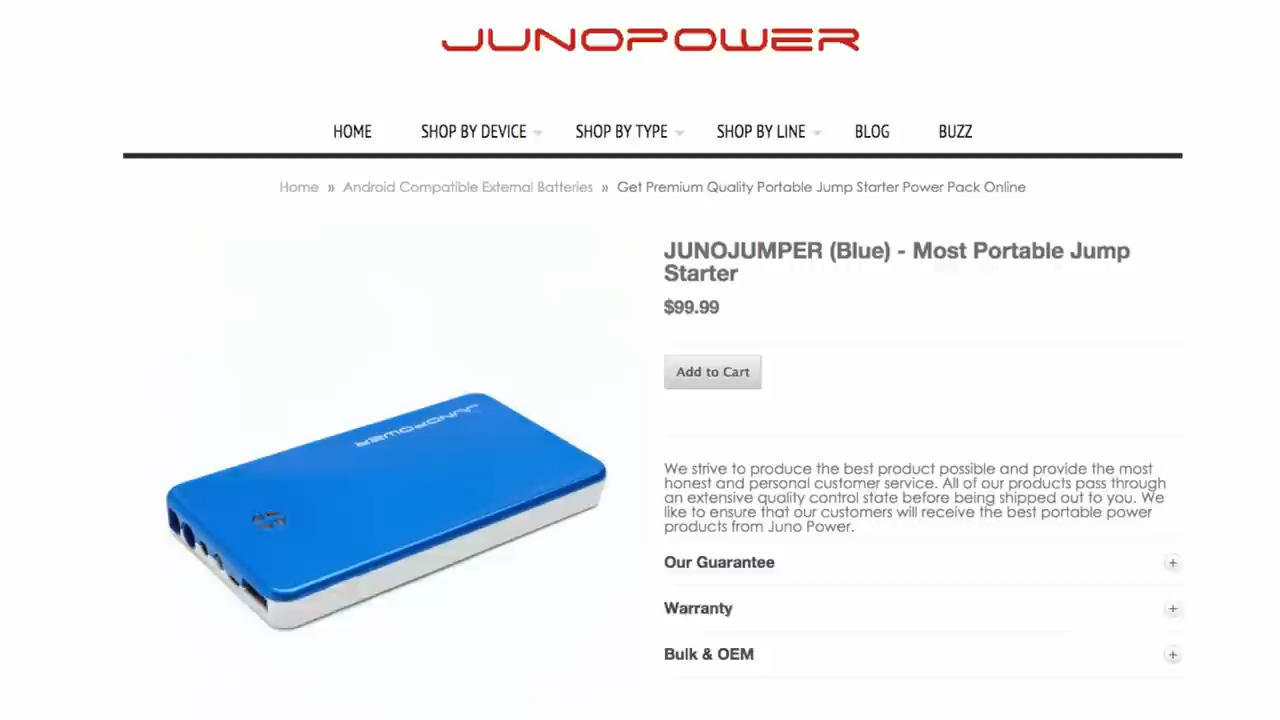 JUNOPOWER
HOME SHOP BY DEVICE SHOP BY TYPE SHOP BY LINE BLOG BUZZ
Home » Android Compatible External Batteries » Get Premium Quality Portable Jump Starter Power Pack Online
JUNOJUMPER (Blue) - Most Portable Jump
Starter
$99.99
Add to Cart
JUNOPOWER
We strive to produce the best product possible and provide the most
honest and personal customer service. All of our products pass through
an extensive quality control state before being shipped out to you. We
like to ensure that our customers will receive the best portable power
products from Juno Power.
Our Guarantee +
Warranty +
Bulk & OEM +